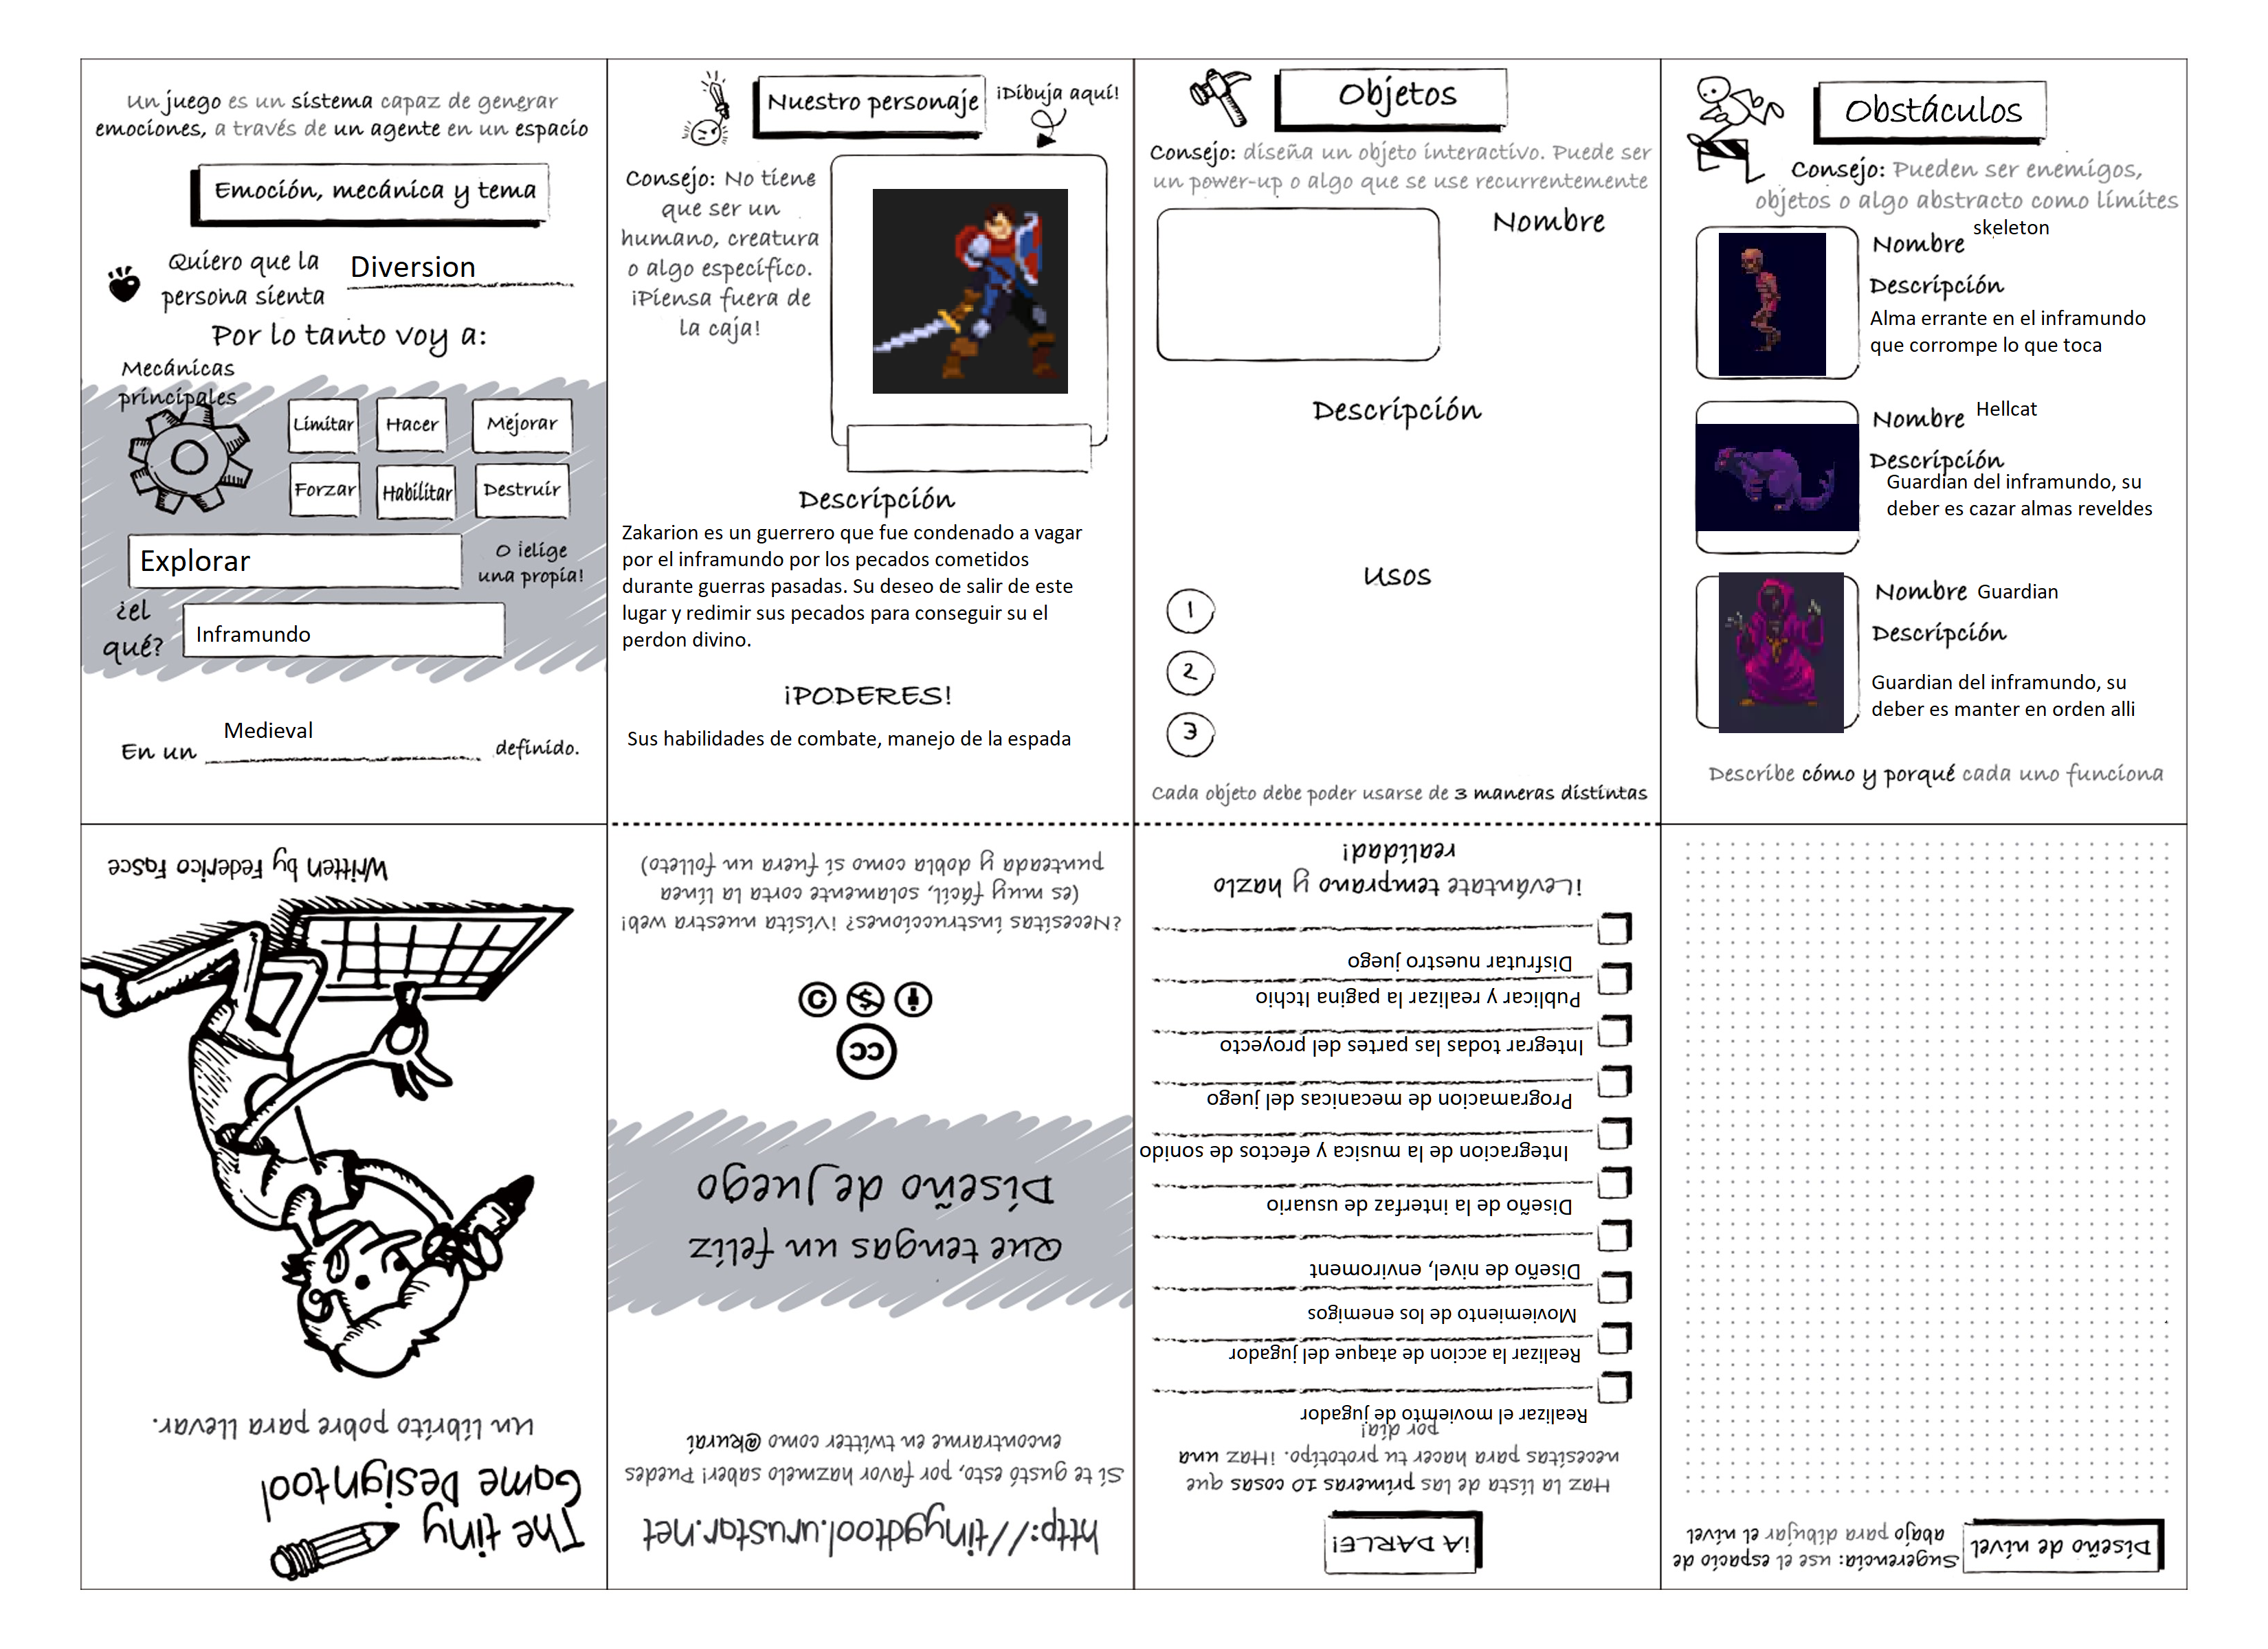 Un juego es un sistema capaz de generar
emociones, a través de un agente en un espacio
Emoción, mecánica y tema
Quiero que la
persona sienta
Diversion
Por lo tanto voy a:
Mecánicas
principales
Limitar
Hacer
Mejorar
Forzar
Habilitar
Destruir
Explorar
O ¡elige
una propia!
¿el
qué?
Inframundo
Medieval
En un
definido.
Nuestro personaje
¡Dibuja aquí!
Consejo: No tiene
que ser un
humano, creatura
o algo específico.
¡Piensa fuera de
la caja!
Descripción
Zakarion es un guerrero que fue condenado a vagar
por el inframundo por los pecados cometidos
durante guerras pasadas. Su deseo de salir de este
lugar y redimir sus pecados para conseguir su el
perdon divino.
¡PODERES!
Sus habilidades de combate, manejo de la espada
Objetos
Consejo: diseña un objeto interactivo. Puede ser
un power-up o algo que se use recurrentemente
Nombre
Descripción
Usos
1
2
3
Cada objeto debe poder usarse de 3 maneras distintas
Obstáculos
Consejo: Pueden ser enemigos,
objetos o algo abstracto como límites
skeleton
Nombre
Descripción
Alma errante en el inframundo
que corrompe lo que toca
Nombre Hellcat
Descripción
Guardian del inframundo, su
deber es cazar almas reveldes
Nombre Guardian
Descripción
Guardian del inframundo, su
deber es manter en orden alli
Describe cómo y porqué cada uno funciona
The tiny
Game Design tool
Un librito pobre para llevar.
Written by Federico Fasce
http://tinygdtool.urustar.net
Si te gustó esto, por favor hazmelo saber! Puedes
encontrarme en twitter como @kurai
Que tengas un feliz
Diseño de juego
cc
¿Necesitas instrucciones? ¡Visita nuestra web!
(es muy fácil, solamente corta la línea
punteada y dobla como si fuera un folleto)
¡A DARLE!
Haz la lista de las primeras 10 cosas que
necesitas para hacer tu prototipo. ¡Haz una
por día!
Realizar el moviemto de jugador
Realizar la accion de ataque del jugador
Moviemiento de los enemigos
Diseño de nivel, enviroment
Diseño de la interfaz de usuario
Integracion de la musica y efectos de sonido
Programacion de mecanicas del juego
Integrar todas las partes del proyecto
Publicar y realizar la pagina Itchio
Disfrutar nuestro juego
¡Levántate temprano y hazlo
realidad!
Diseño de nivel
Sugerencia: use el espacio de
abajo para dibujar el nivel